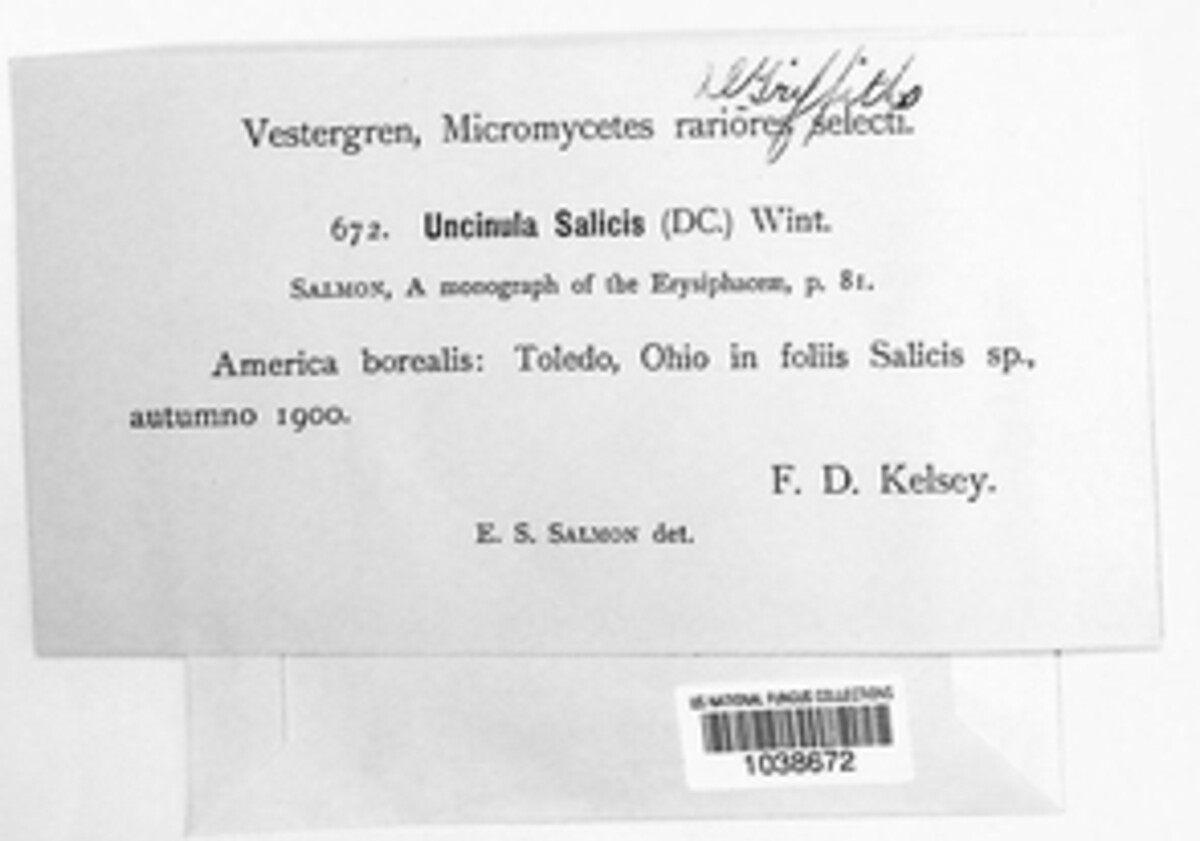 D Griffiths
Vestergren, Micromycetes rariores selecti.
672. Uncinula Salicis (DC.) Wint.
SALMON, A monograph of the Erysiphaceæ, p. 81.
America borealis: Toledo, Ohio in foliis Salicis sp.,
autumno 1900.
F. D. Kelsey.
E. S. SALMON det.
US NATIONAL FUNGUS COLLECTIONS
1038672